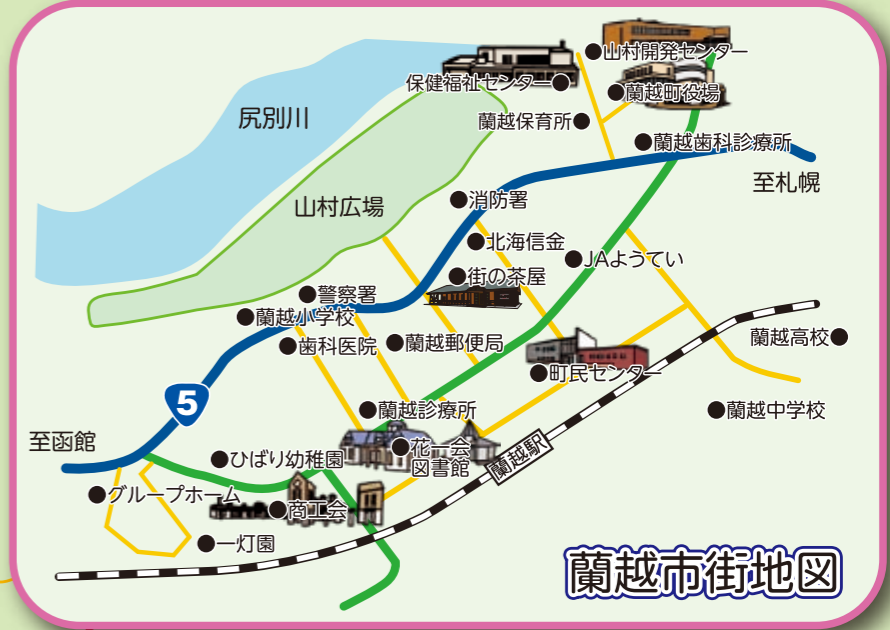 山村開発センター
保健福祉センター
蘭越町役場
尻別川
蘭越保育所
蘭越歯科診療所
至札幌
山村広場
消防署
北海信金
JAようてい
街の茶屋
警察署
蘭越小学校
歯科医院
蘭越郵便局
蘭越高校
町民センター
5
蘭越診療所
蘭越中学校
至函館
ひばり幼稚園
花一会
図書館
蘭越駅
グループホーム
商工会
一灯園
蘭越市街地図